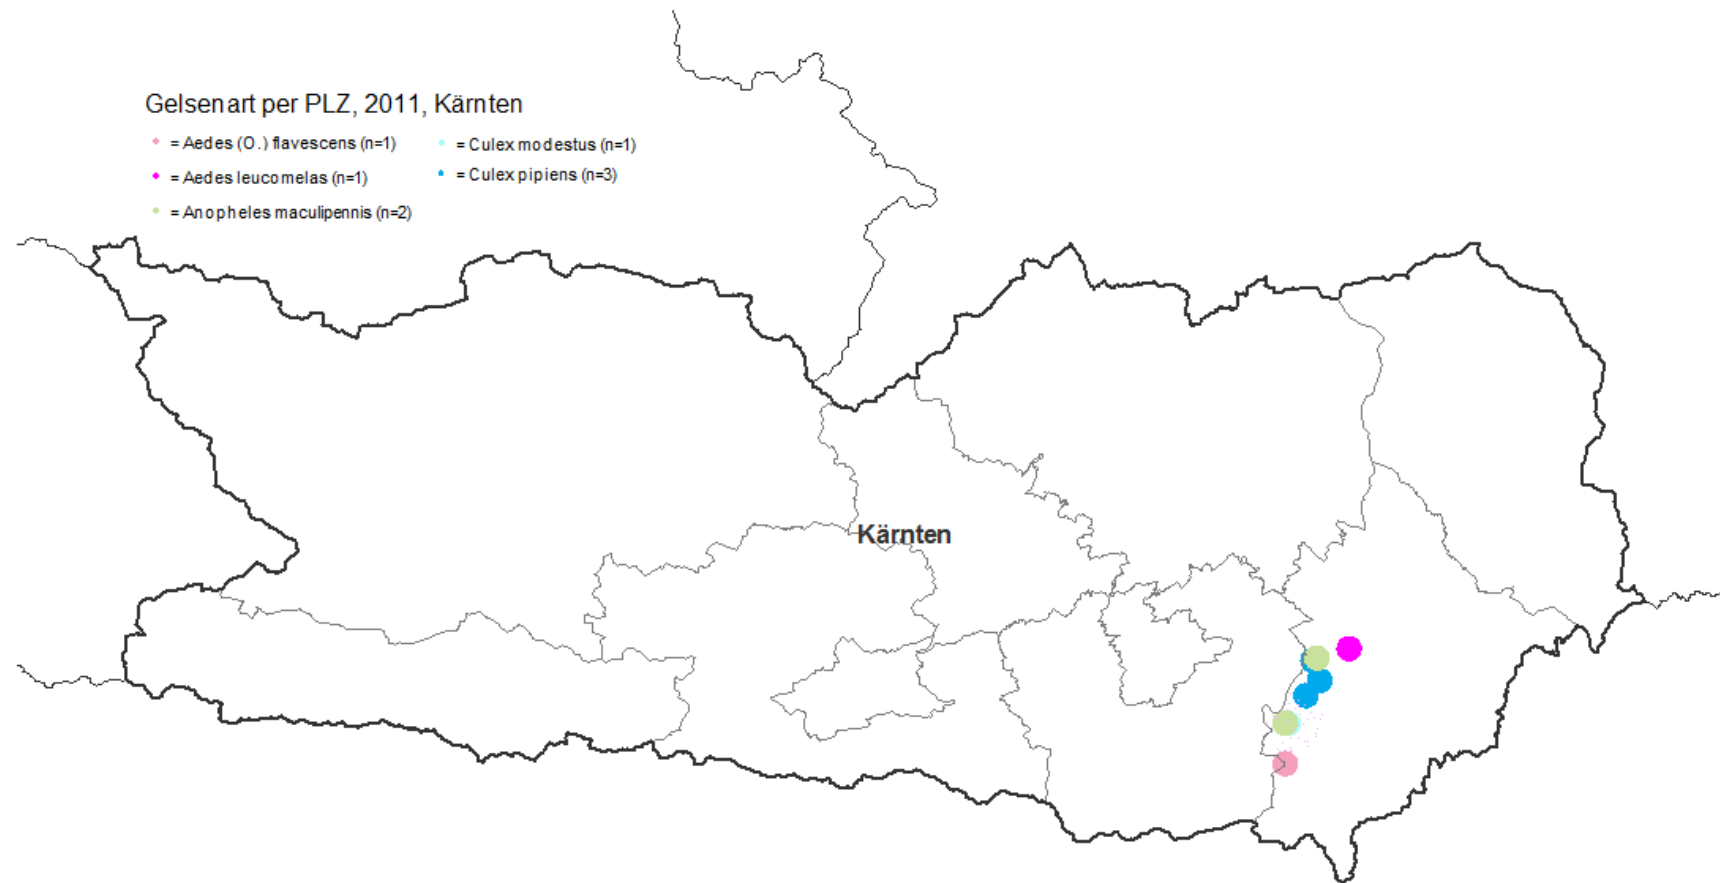 Gelsenart per PLZ, 2011, Kärnten
= Aedes (O.) flavescens (n=1)
= Culex modestus (n=1)
= Aedes leucomelas (n=1)
= Culex pipiens (n=3)
= Anopheles maculipennis (n=2)
Kärnten